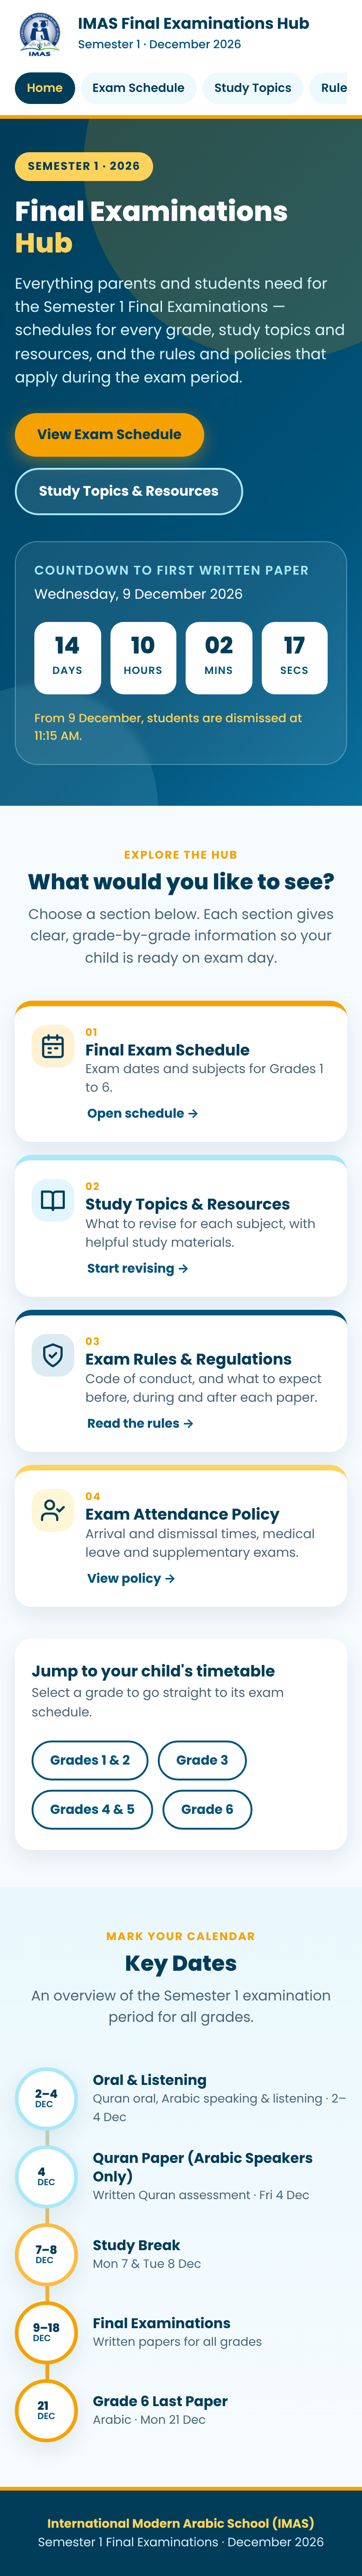 IMAS Final Examinations Hub
Semester 1 · December 2026
IMAS
Home
Exam Schedule
Study Topics
Rule
SEMESTER 1 · 2026
Final Examinations
Hub
Everything parents and students need for
the Semester 1 Final Examinations —
schedules for every grade, study topics and
resources, and the rules and policies that
apply during the exam period.
View Exam Schedule
Study Topics & Resources
COUNTDOWN TO FIRST WRITTEN PAPER
Wednesday, 9 December 2026
14 10 02 17
DAYS HOURS MINS SECS
From 9 December, students are dismissed at
11:15 AM.
EXPLORE THE HUB
What would you like to see?
Choose a section below. Each section gives
clear, grade-by-grade information so your
child is ready on exam day.
01
Final Exam Schedule
Exam dates and subjects for Grades 1
to 6.
Open schedule →
02
Study Topics & Resources
What to revise for each subject, with
helpful study materials.
Start revising →
03
Exam Rules & Regulations
Code of conduct, and what to expect
before, during and after each paper.
Read the rules →
04
Exam Attendance Policy
Arrival and dismissal times, medical
leave and supplementary exams.
View policy →
Jump to your child's timetable
Select a grade to go straight to its exam
schedule.
Grades 1 & 2
Grade 3
Grades 4 & 5
Grade 6
MARK YOUR CALENDAR
Key Dates
An overview of the Semester 1 examination
period for all grades.
2–4
DEC
Oral & Listening
Quran oral, Arabic speaking & listening · 2–
4 Dec
4
DEC
Quran Paper (Arabic Speakers
Only)
Written Quran assessment · Fri 4 Dec
7–8
DEC
Study Break
Mon 7 & Tue 8 Dec
9–18
DEC
Final Examinations
Written papers for all grades
21
DEC
Grade 6 Last Paper
Arabic · Mon 21 Dec
International Modern Arabic School (IMAS)
Semester 1 Final Examinations · December 2026